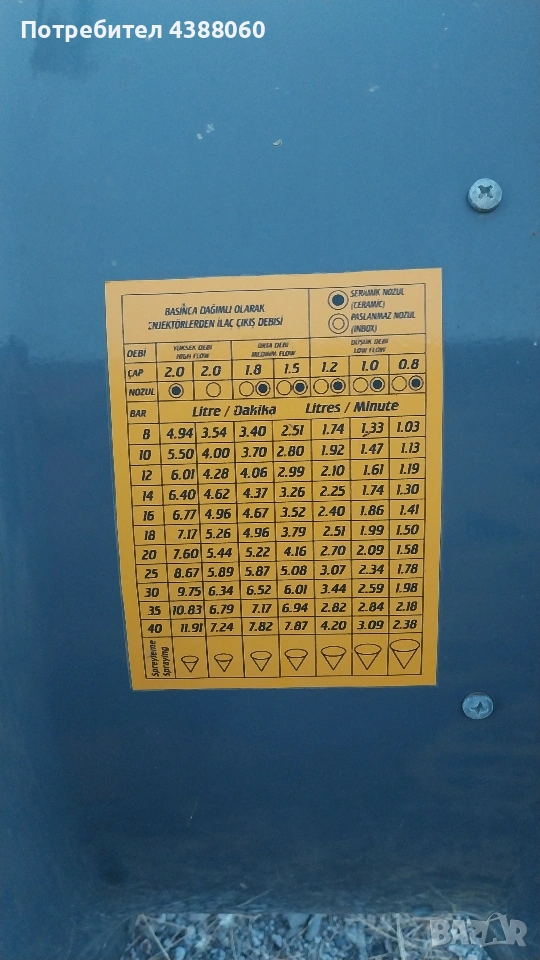 Потребител 4388060
BASINCA DAĞIMLI OLARAK
ENJEKTÖRLERDEN İLAÇ ÇIKIŞ DEBİSİ
SERAMİK NOZUL
(CERAMIC)
PASLANMAZ NOZUL
(INBOX)
DEBİ YÜKSEK DEBİ HIGH FLOW ORTA DEBİ MEDIUM FLOW DÜŞÜK DEBİ LOW FLOW
ÇAP 2.0 2.0 1.8 1.5 1.2 1.0 0.8
NOZUL
BAR Litre / Dakika Litres / Minute
8 4.94 3.54 3.40 2.51 1.74 1.33 1.03
10 5.50 4.00 3.70 2.80 1.92 1.47 1.13
12 6.01 4.28 4.06 2.99 2.10 1.61 1.19
14 6.40 4.62 4.37 3.26 2.25 1.74 1.30
16 6.77 4.96 4.67 3.52 2.40 1.86 1.41
18 7.17 5.26 4.96 3.79 2.51 1.99 1.50
20 7.60 5.44 5.22 4.16 2.70 2.09 1.58
25 8.67 5.89 5.87 5.08 3.07 2.34 1.78
30 9.75 6.34 6.52 6.01 3.44 2.59 1.98
35 10.83 6.79 7.17 6.94 2.82 2.84 2.18
40 11.91 7.24 7.82 7.87 4.20 3.09 2.38
Spreyleme
Spraying
BAZAR